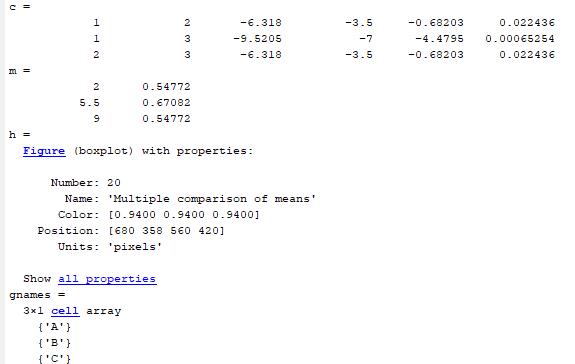 c =
1 2 -6.318 -3.5 -0.68203 0.022436
1 3 -9.5205 -7 -4.4795 0.00065254
2 3 -6.318 -3.5 -0.68203 0.022436
m =
2 0.54772
5.5 0.67082
9 0.54772
h =
Figure (boxplot) with properties:
Number: 20
Name: 'Multiple comparison of means'
Color: [0.9400 0.9400 0.9400]
Position: [680 358 560 420]
Units: 'pixels'
Show all properties
gnames =
3×1 cell array
{'A'}
{'B'}
{'C'}